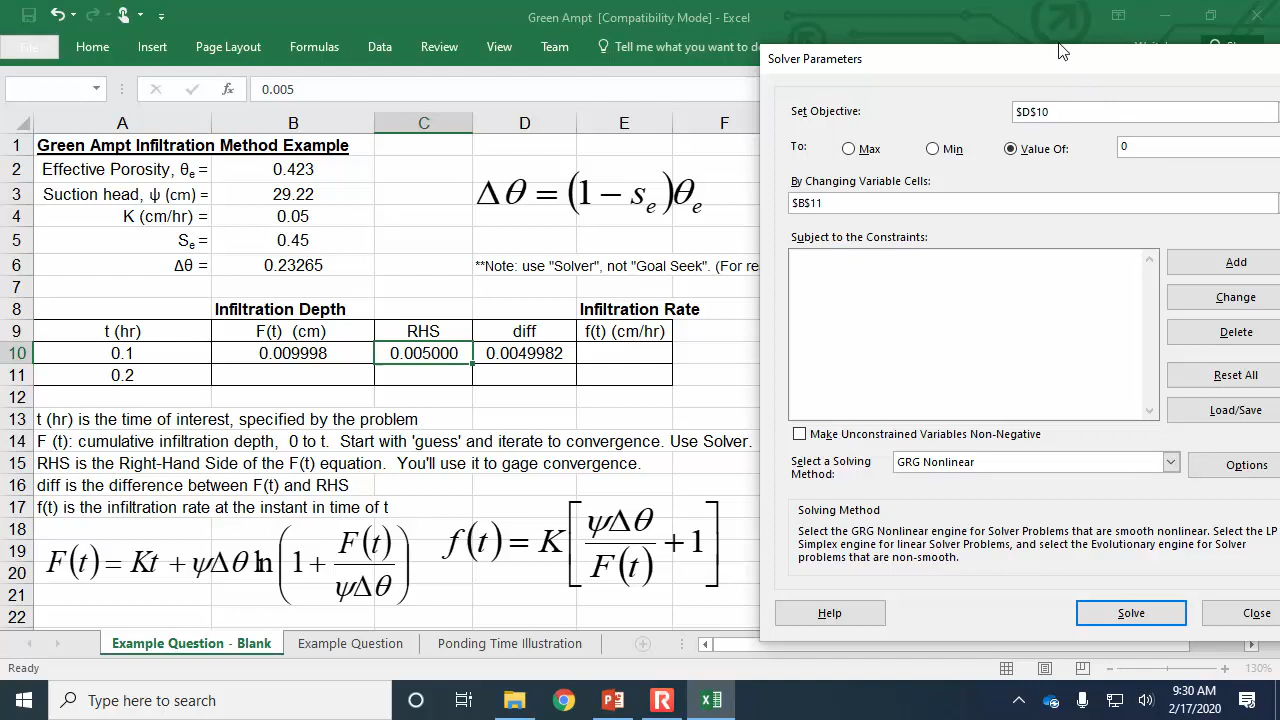 Green Ampt [Compatibility Mode] - Excel
File Home Insert Page Layout Formulas Data Review View Team Tell me what you want to do
0.005
A B C D E F
1 Green Ampt Infiltration Method Example
2 Effective Porosity, θe = 0.423
3 Suction head, ψ (cm) = 29.22
4 K (cm/hr) = 0.05
5 Se = 0.45
6 Δθ = 0.23265 **Note: use "Solver", not "Goal Seek". (For re
Δθ = (1 − se)θe
7
8 Infiltration Depth Infiltration Rate
9 t (hr) F(t) (cm) RHS diff f(t) (cm/hr)
10 0.1 0.009998 0.005000 0.0049982
11 0.2
12
13 t (hr) is the time of interest, specified by the problem
14 F (t): cumulative infiltration depth, 0 to t. Start with 'guess' and iterate to convergence. Use Solver.
15 RHS is the Right-Hand Side of the F(t) equation. You'll use it to gage convergence.
16 diff is the difference between F(t) and RHS
17 f(t) is the infiltration rate at the instant in time of t
18
19
20
21
22
F(t) = Kt + ψΔθ ln(1 + F(t)/ψΔθ)
f(t) = K[ψΔθ/F(t) + 1]
Example Question - Blank Example Question Ponding Time Illustration
Ready 130%
Solver Parameters
Set Objective: $D$10
To: Max Min Value Of: 0
By Changing Variable Cells:
$B$11
Subject to the Constraints:
Add
Change
Delete
Reset All
Load/Save
Make Unconstrained Variables Non-Negative
Select a Solving Method: GRG Nonlinear Options
Solving Method
Select the GRG Nonlinear engine for Solver Problems that are smooth nonlinear. Select the LP
Simplex engine for linear Solver Problems, and select the Evolutionary engine for Solver
problems that are non-smooth.
Help Solve Close
Type here to search
9:30 AM
2/17/2020